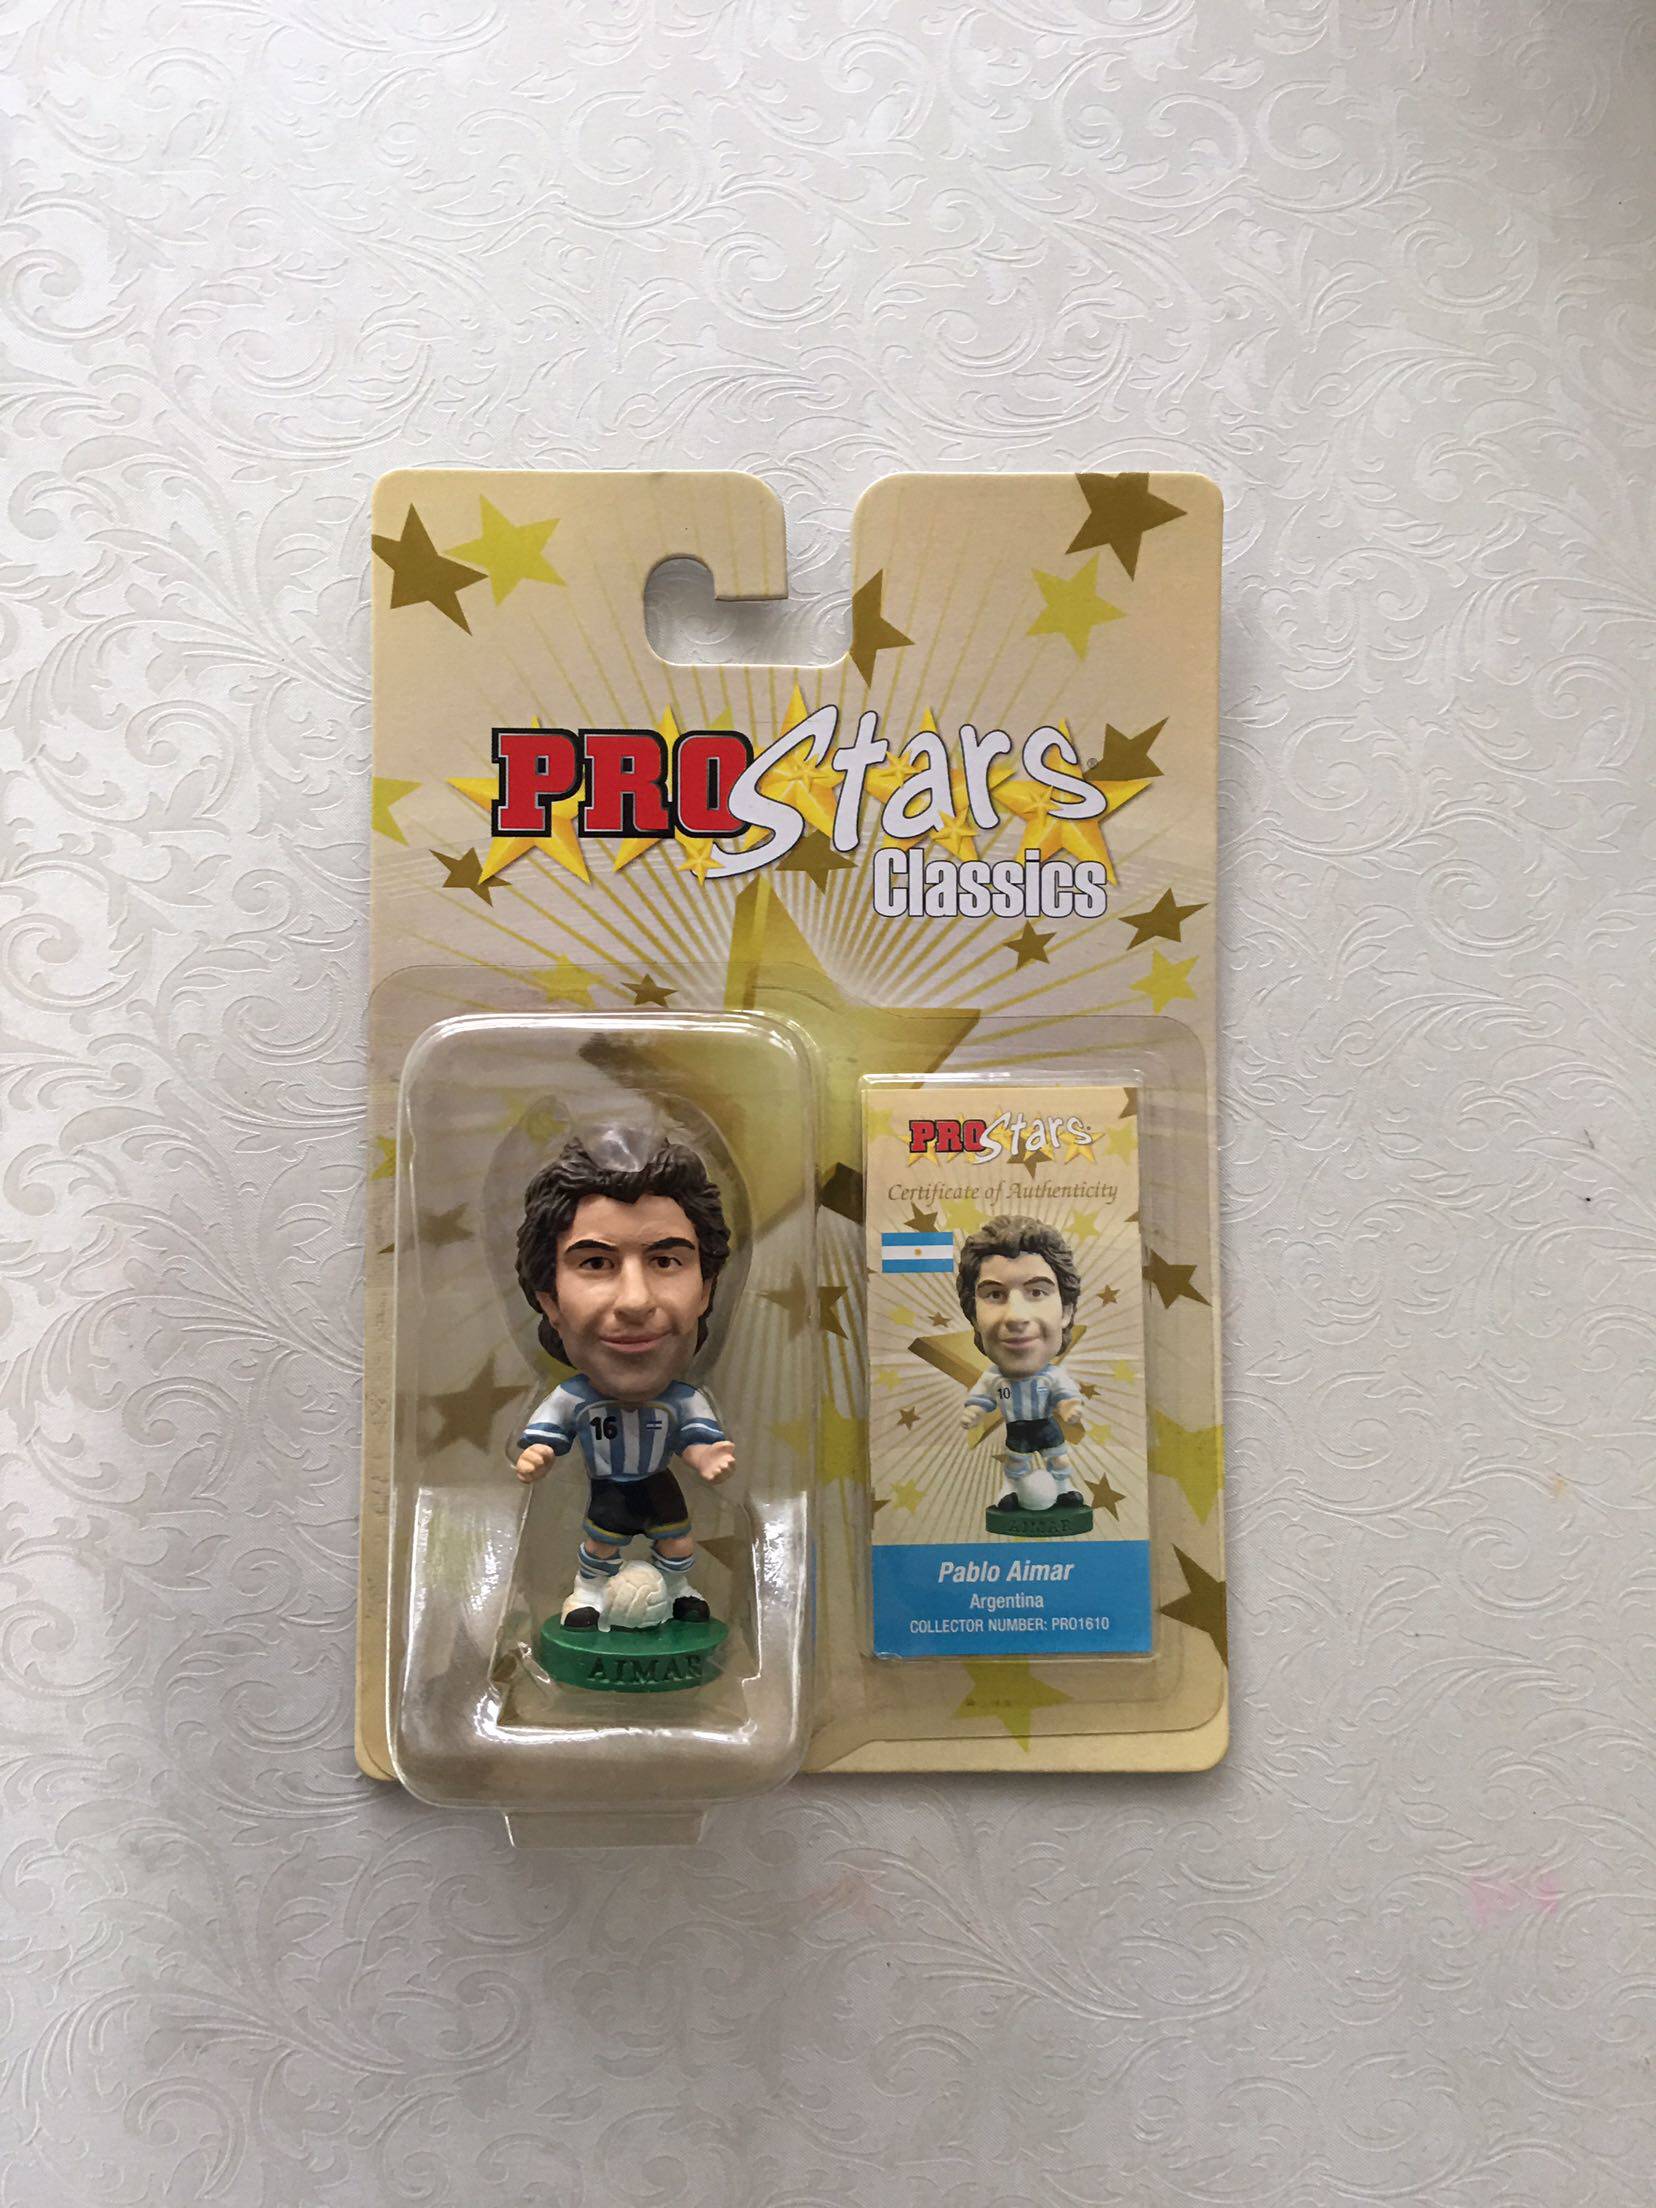 PROStars®
Classics
PROStars®
Certificate of Authenticity
16
10
AIMAR
AIMAR
Pablo Aimar
Argentina
COLLECTOR NUMBER: PRO1610